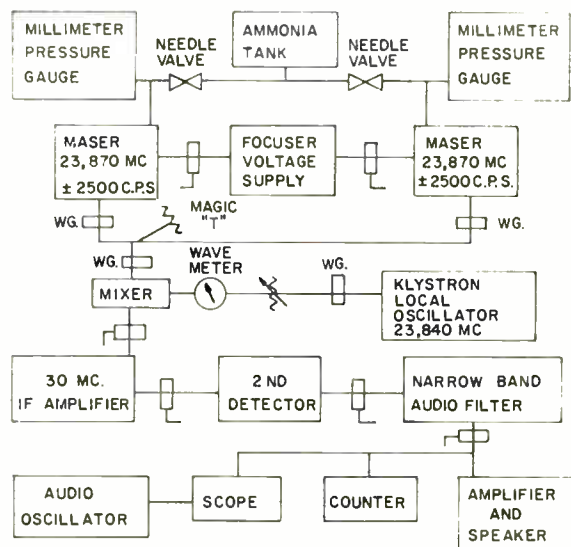 MILLIMETER
PRESSURE
GAUGE
NEEDLE
VALVE
AMMONIA
TANK
NEEDLE
VALVE
MILLIMETER
PRESSURE
GAUGE
MASER
23,870 MC
± 2500 C.P.S
FOCUSER
VOLTAGE
SUPPLY
MASER
23,870 MC
± 2500 C.P.S.
WG.
MAGIC
"T"
WG.
WG.
WAVE
METER
WG.
MIXER
KLYSTRON
LOCAL
OSCILLATOR
23,840 MC
30 MC.
IF AMPLIFIER
2 ND
DETECTOR
NARROW BAND
AUDIO FILTER
AUDIO
OSCILLATOR
SCOPE
COUNTER
AMPLIFIER
AND
SPEAKER